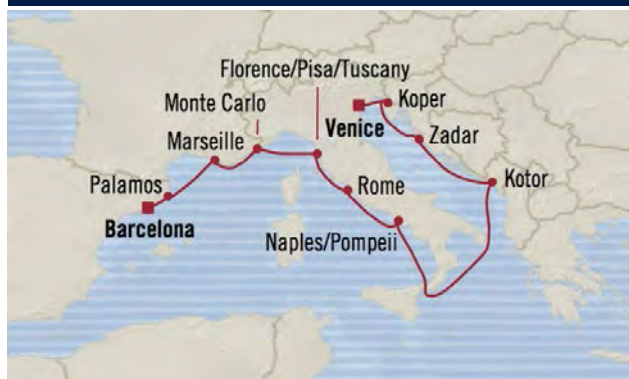 Florence/Pisa/Tuscany
Monte Carlo
Koper
Venice
Marseille
Zadar
Palamos
Rome
Kotor
Barcelona
Naples/Pompeii